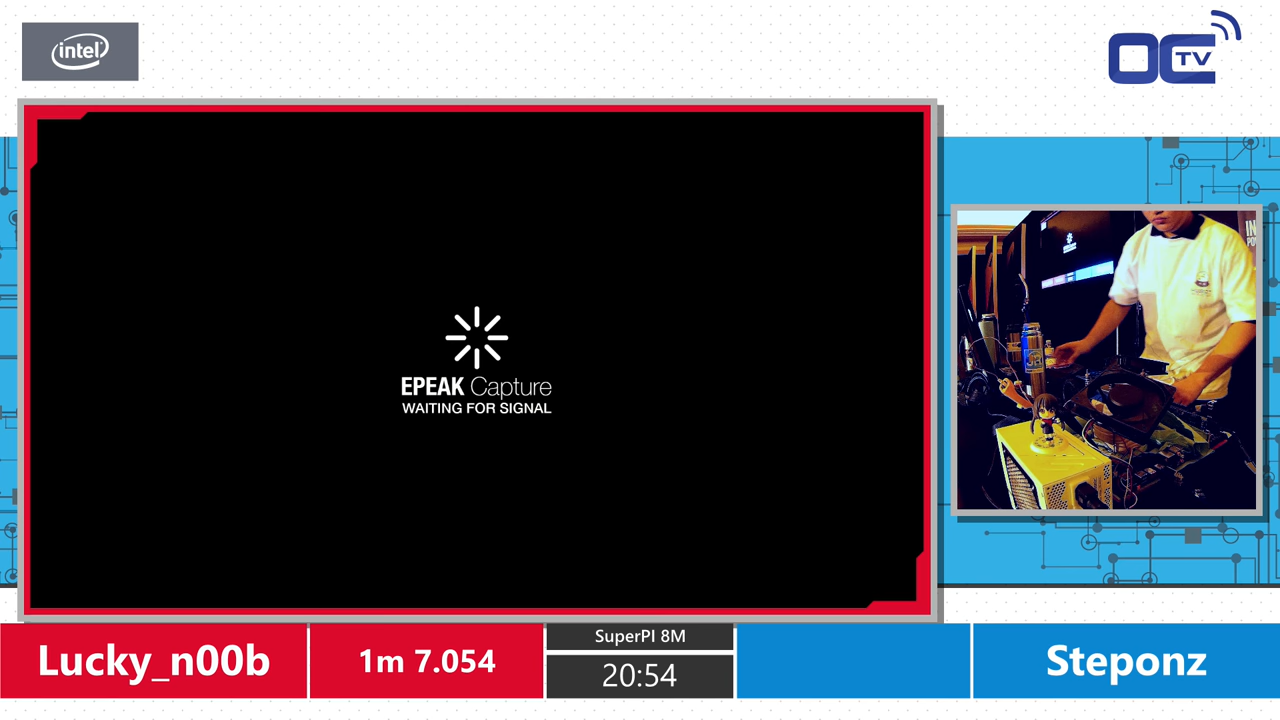 intel
OC
TV
EPEAK Capture
WAITING FOR SIGNAL
Lucky_n00b
1m 7.054
SuperPI 8M
20:54
Steponz